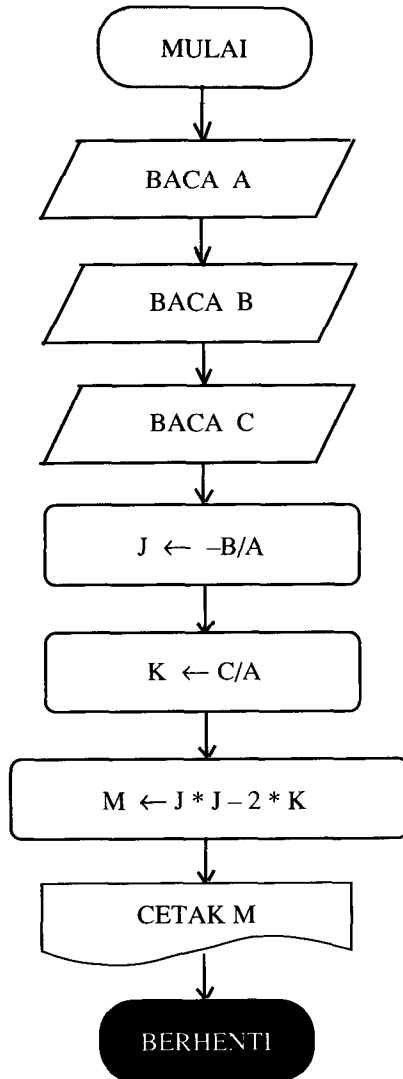 MULAI
BACA A
BACA B
BACA C
J ← –B/A
K ← C/A
M ← J * J – 2 * K
CETAK M
BERHENTI